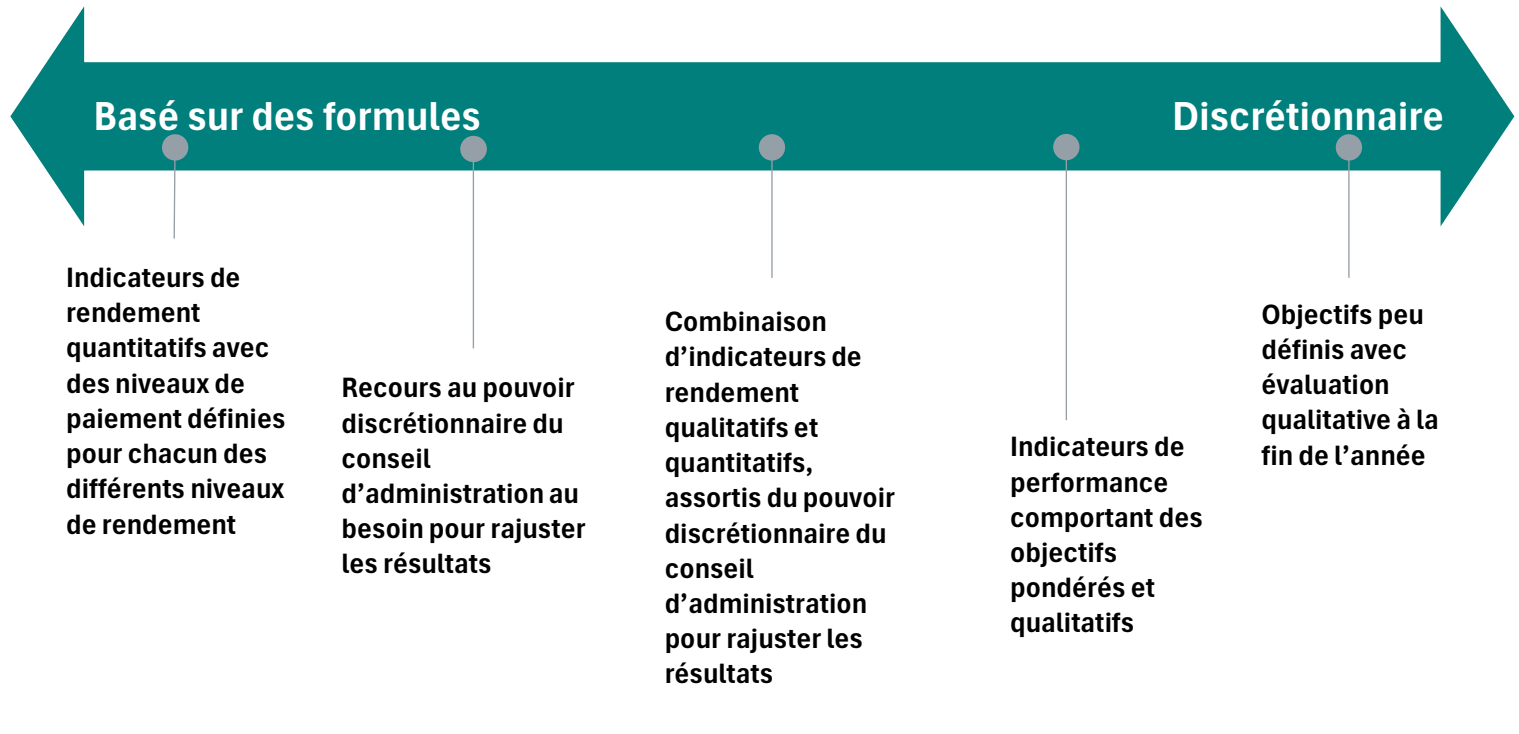 Basé sur des formules
Discrétionnaire
Indicateurs de
rendement
quantitatifs avec
des niveaux de
paiement définies
pour chacun des
différents niveaux
de rendement
Recours au pouvoir
discrétionnaire du
conseil
d’administration au
besoin pour rajuster
les résultats
Combinaison
d’indicateurs de
rendement
qualitatifs et
quantitatifs,
assortis du pouvoir
discrétionnaire du
conseil
d’administration
pour rajuster les
résultats
Indicateurs de
performance
comportant des
objectifs
pondérés et
qualitatifs
Objectifs peu
définis avec
évaluation
qualitative à la
fin de l’année